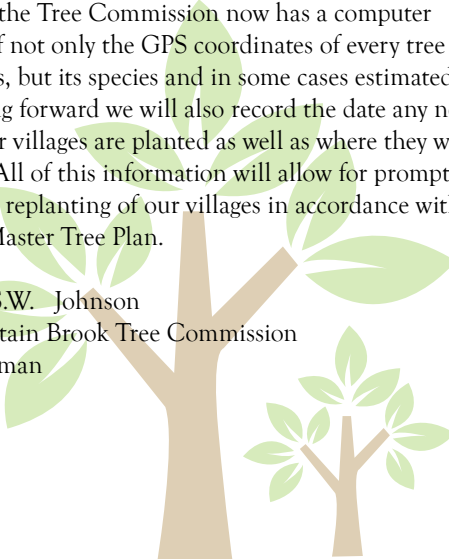 the Tree Commission now has a computer
f not only the GPS coordinates of every tree
s, but its species and in some cases estimated
g forward we will also record the date any n
r villages are planted as well as where they w
All of this information will allow for prompt
replanting of our villages in accordance wit
Master Tree Plan.
S.W. Johnson
tain Brook Tree Commission
man